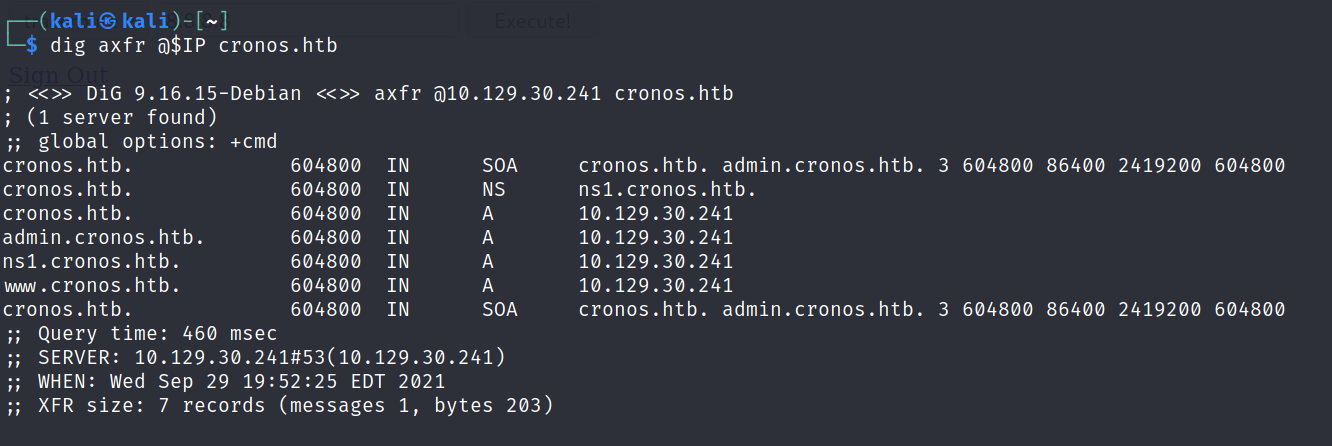 Execute!
┌──(kali㉿kali)-[~]
└─$ dig axfr @$IP cronos.htb
Sign Out
; <<>> DiG 9.16.15-Debian <<>> axfr @10.129.30.241 cronos.htb
; (1 server found)
;; global options: +cmd
cronos.htb. 604800 IN SOA cronos.htb. admin.cronos.htb. 3 604800 86400 2419200 604800
cronos.htb. 604800 IN NS ns1.cronos.htb.
cronos.htb. 604800 IN A 10.129.30.241
admin.cronos.htb. 604800 IN A 10.129.30.241
ns1.cronos.htb. 604800 IN A 10.129.30.241
www.cronos.htb. 604800 IN A 10.129.30.241
cronos.htb. 604800 IN SOA cronos.htb. admin.cronos.htb. 3 604800 86400 2419200 604800
;; Query time: 460 msec
;; SERVER: 10.129.30.241#53(10.129.30.241)
;; WHEN: Wed Sep 29 19:52:25 EDT 2021
;; XFR size: 7 records (messages 1, bytes 203)